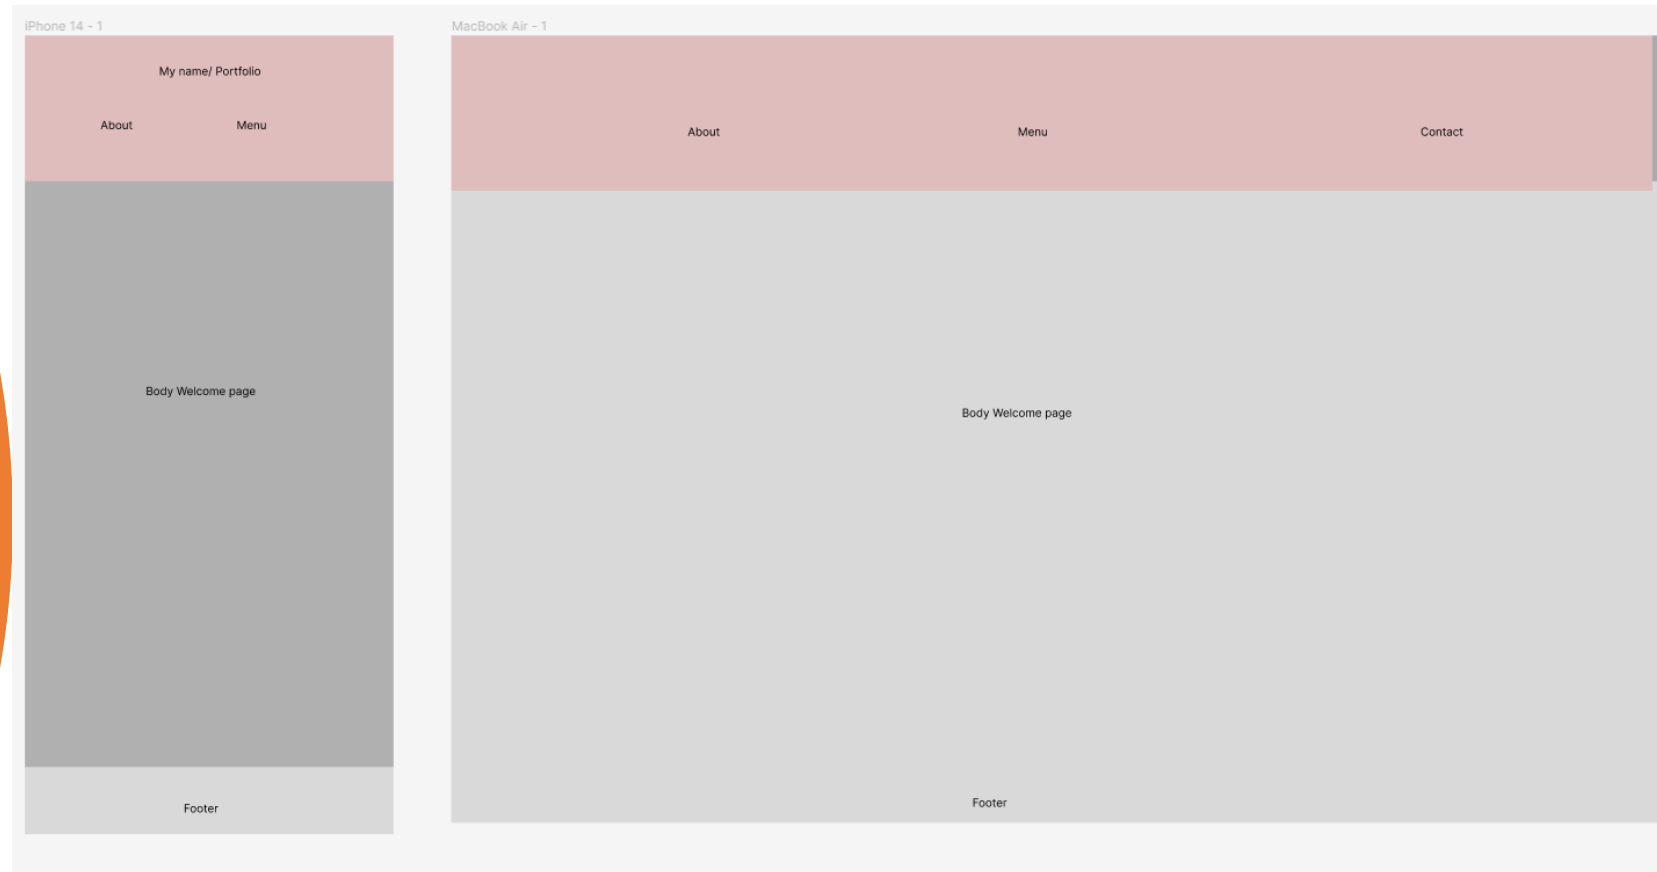 iPhone 14 - 1
My name/ Portfolio
About Menu
Body Welcome page
Footer
MacBook Air - 1
About Menu Contact
Body Welcome page
Footer